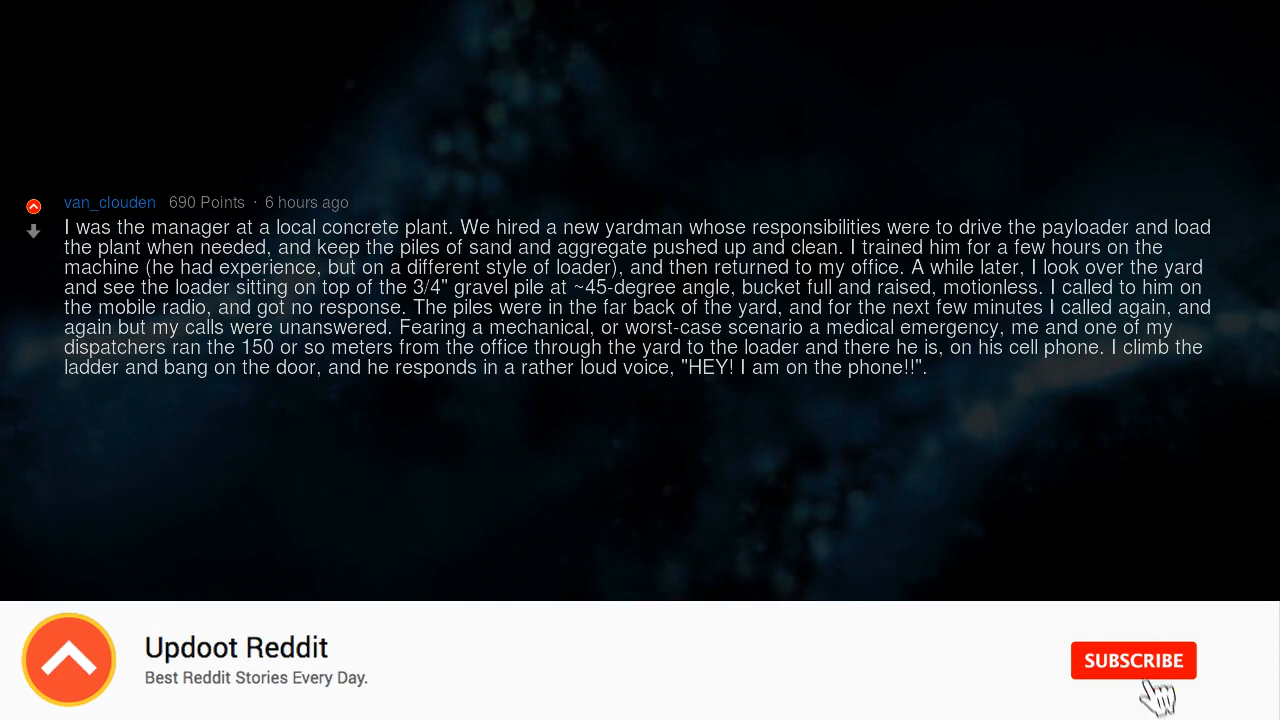 van_clouden 690 Points · 6 hours ago
I was the manager at a local concrete plant. We hired a new yardman whose responsibilities were to drive the payloader and load
the plant when needed, and keep the piles of sand and aggregate pushed up and clean. I trained him for a few hours on the
machine (he had experience, but on a different style of loader), and then returned to my office. A while later, I look over the yard
and see the loader sitting on top of the 3/4" gravel pile at ~45-degree angle, bucket full and raised, motionless. I called to him on
the mobile radio, and got no response. The piles were in the far back of the yard, and for the next few minutes I called again, and
again but my calls were unanswered. Fearing a mechanical, or worst-case scenario a medical emergency, me and one of my
dispatchers ran the 150 or so meters from the office through the yard to the loader and there he is, on his cell phone. I climb the
ladder and bang on the door, and he responds in a rather loud voice, "HEY! I am on the phone!!".
Updoot Reddit
Best Reddit Stories Every Day.
SUBSCRIBE